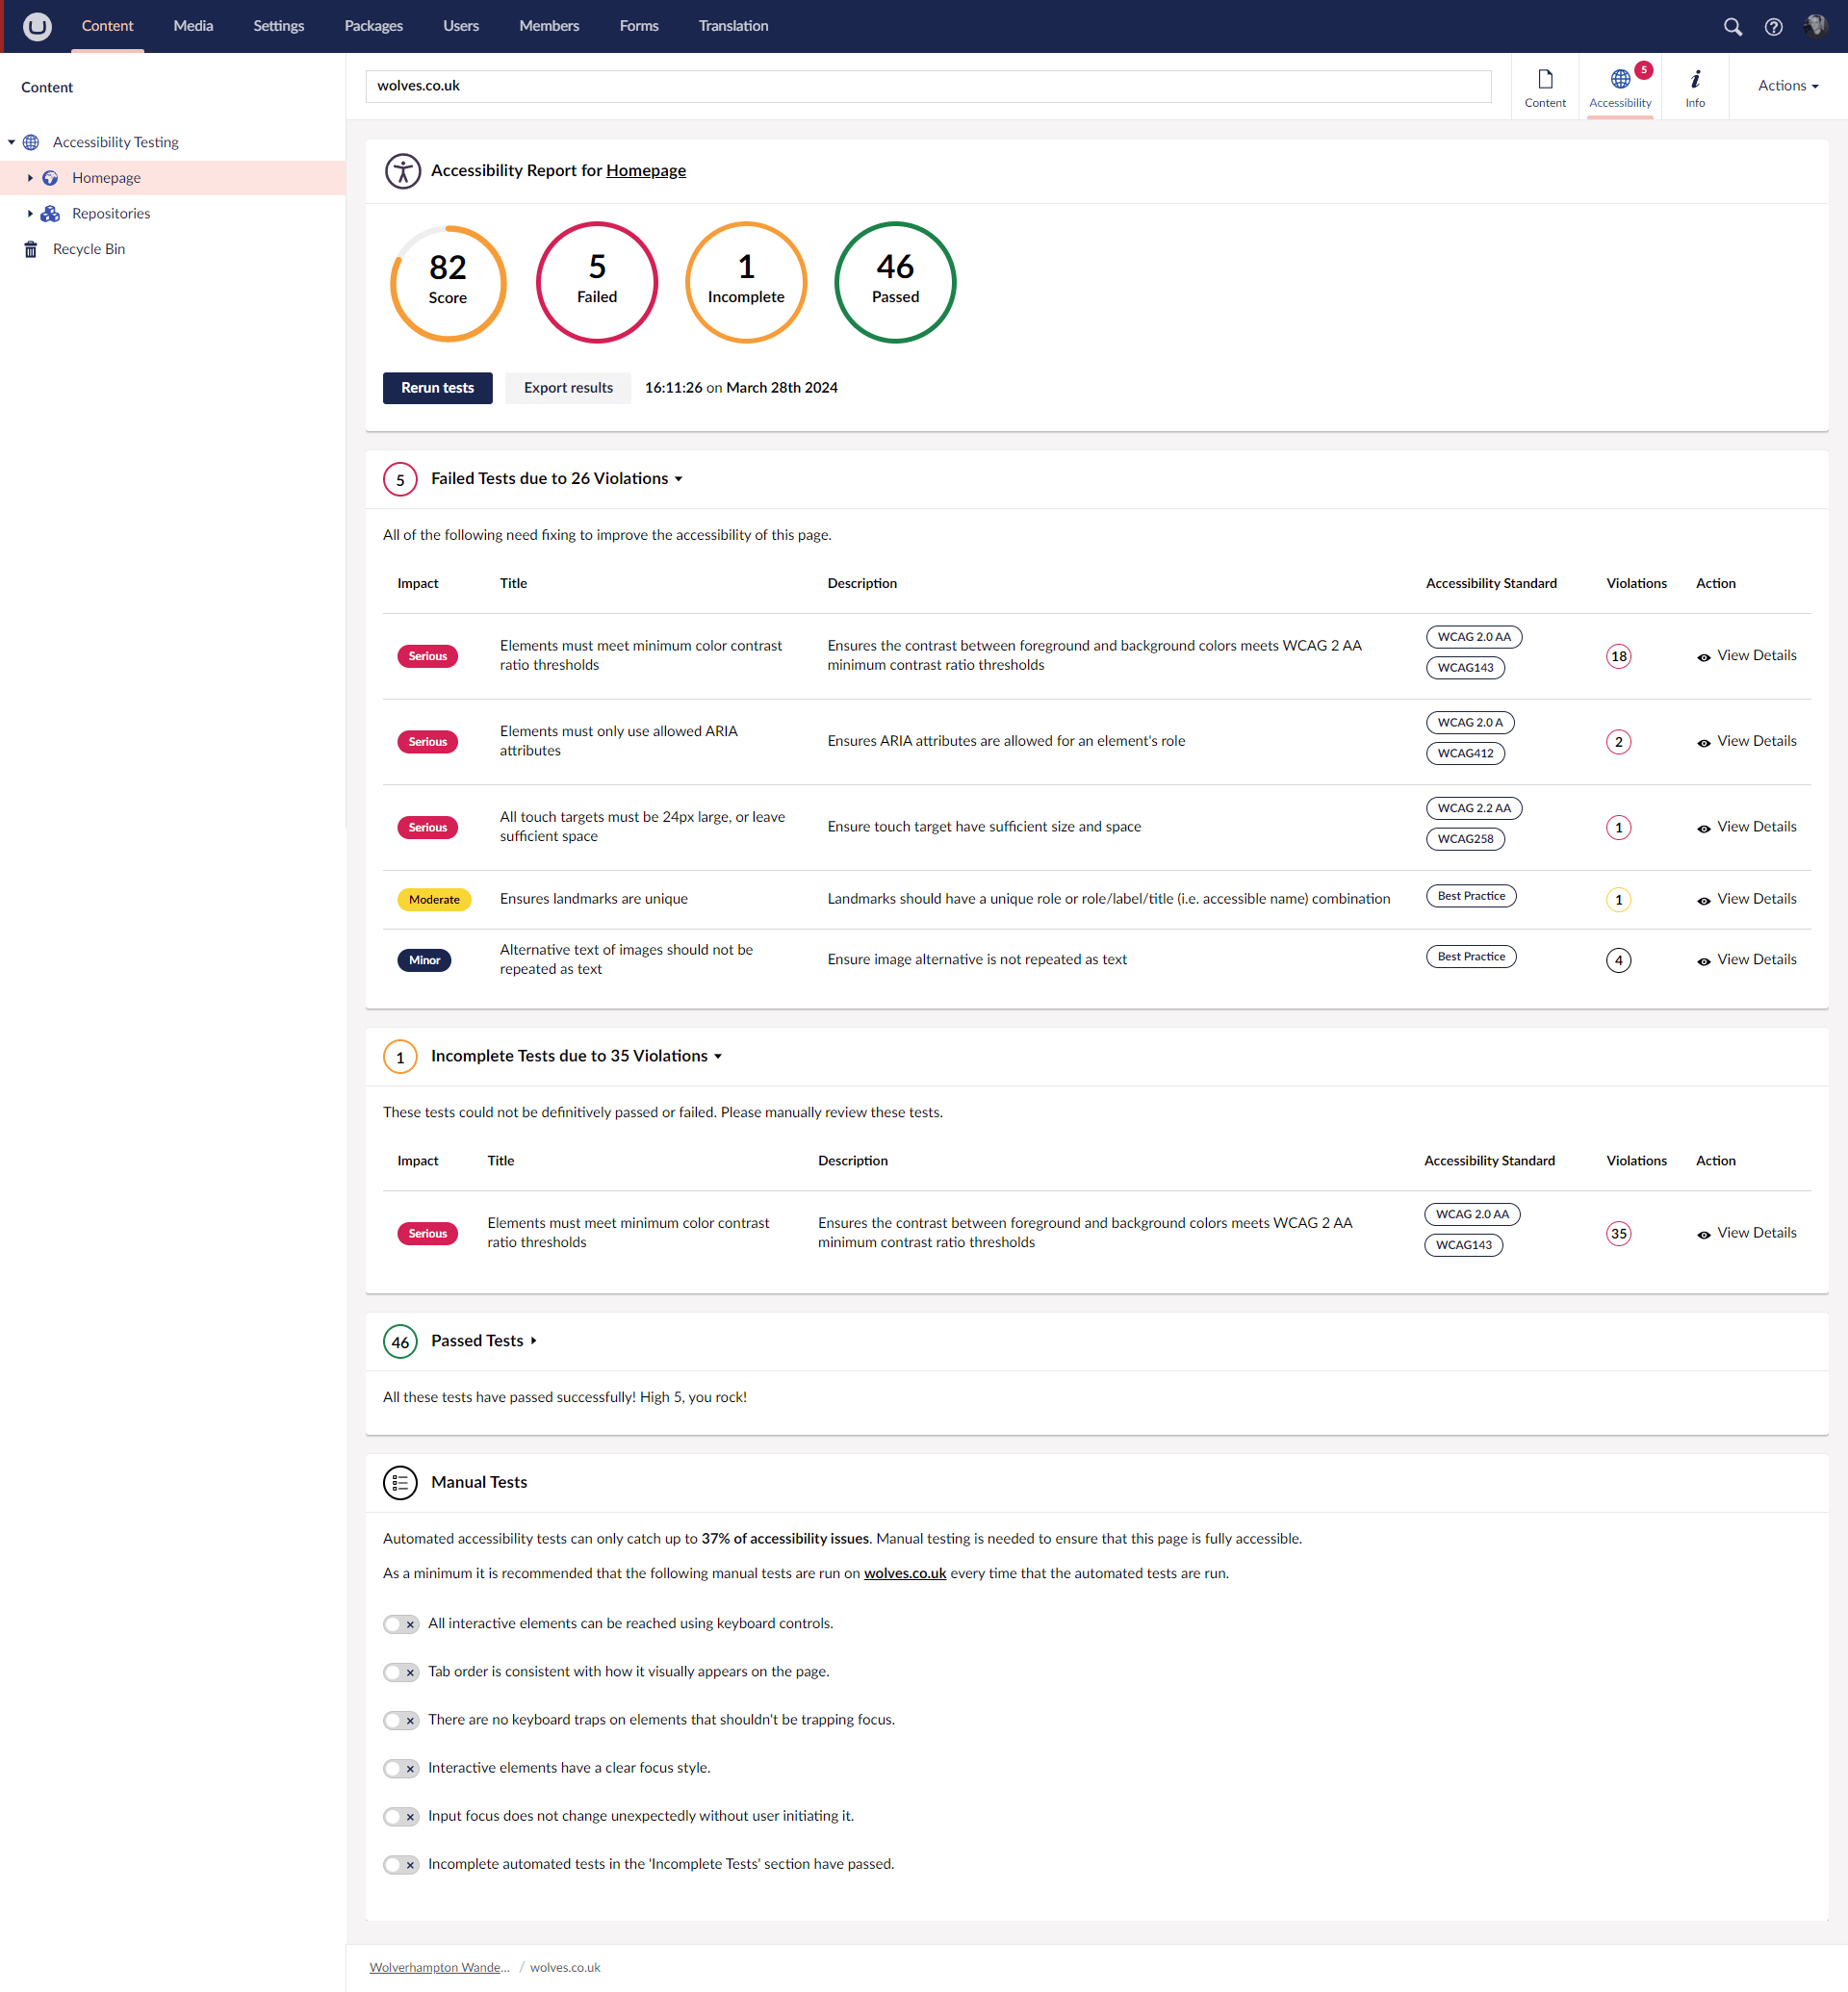 Content Media Settings Packages Users Members Forms Translation
Content
Accessibility Testing
Homepage
Repositories
Recycle Bin
wolves.co.uk
Content
5
Accessibility
Info
Actions
Accessibility Report for Homepage
82
Score
5
Failed
1
Incomplete
46
Passed
Rerun tests
Export results
16:11:26 on March 28th 2024
5 Failed Tests due to 26 Violations
All of the following need fixing to improve the accessibility of this page.
Impact Title Description Accessibility Standard Violations Action
Serious
Elements must meet minimum color contrast
ratio thresholds
Ensures the contrast between foreground and background colors meets WCAG 2 AA
minimum contrast ratio thresholds
WCAG 2.0 AA
WCAG143
18
View Details
Serious
Elements must only use allowed ARIA
attributes
Ensures ARIA attributes are allowed for an element's role
WCAG 2.0 A
WCAG412
2
View Details
Serious
All touch targets must be 24px large, or leave
sufficient space
Ensure touch target have sufficient size and space
WCAG 2.2 AA
WCAG258
1
View Details
Moderate
Ensures landmarks are unique
Landmarks should have a unique role or role/label/title (i.e. accessible name) combination
Best Practice
1
View Details
Minor
Alternative text of images should not be
repeated as text
Ensure image alternative is not repeated as text
Best Practice
4
View Details
1 Incomplete Tests due to 35 Violations
These tests could not be definitively passed or failed. Please manually review these tests.
Impact Title Description Accessibility Standard Violations Action
Serious
Elements must meet minimum color contrast
ratio thresholds
Ensures the contrast between foreground and background colors meets WCAG 2 AA
minimum contrast ratio thresholds
WCAG 2.0 AA
WCAG143
35
View Details
46 Passed Tests
All these tests have passed successfully! High 5, you rock!
Manual Tests
Automated accessibility tests can only catch up to 37% of accessibility issues. Manual testing is needed to ensure that this page is fully accessible.
As a minimum it is recommended that the following manual tests are run on wolves.co.uk every time that the automated tests are run.
All interactive elements can be reached using keyboard controls.
Tab order is consistent with how it visually appears on the page.
There are no keyboard traps on elements that shouldn't be trapping focus.
Interactive elements have a clear focus style.
Input focus does not change unexpectedly without user initiating it.
Incomplete automated tests in the 'Incomplete Tests' section have passed.
Wolverhampton Wande... / wolves.co.uk